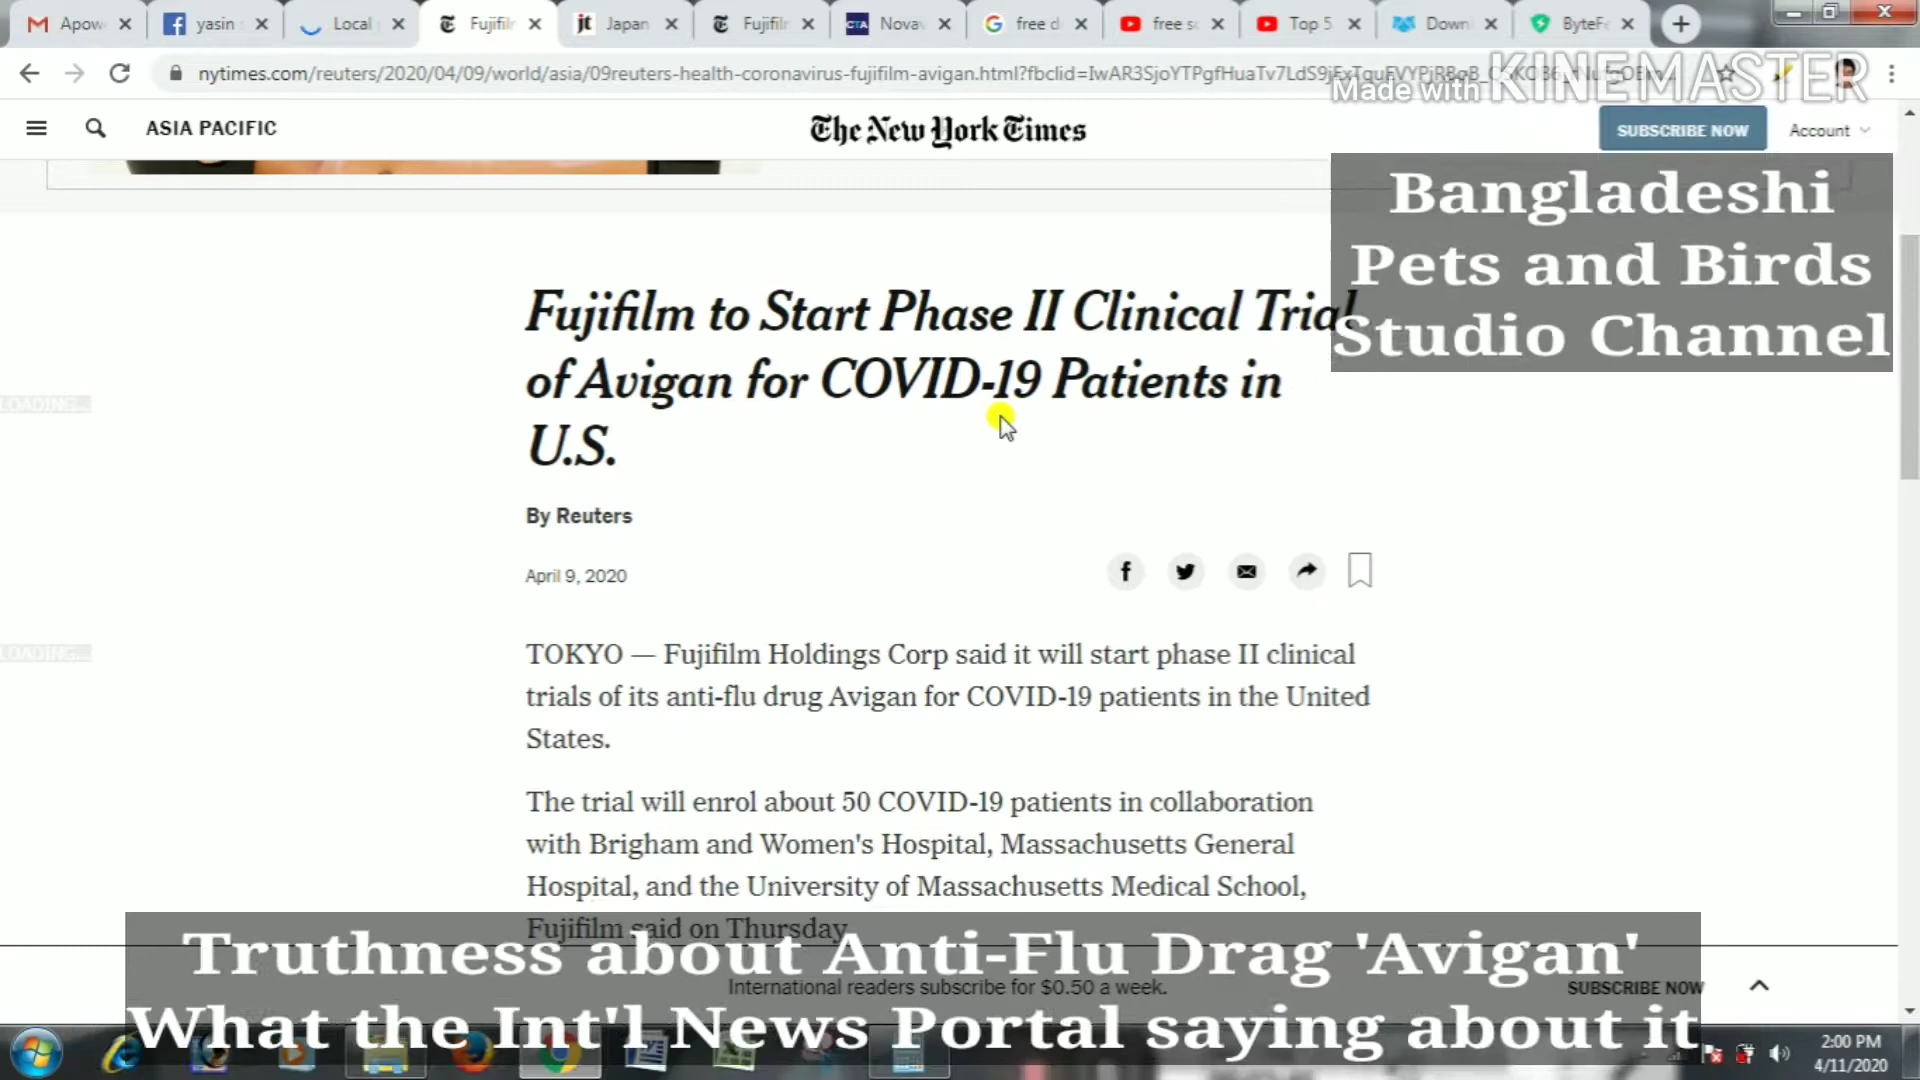 Apow
yasin s
Local
Fujifilm
Japan
Fujifilr
Nova
free d
free s
Top 5
Down
ByteF
nytimes.com/reuters/2020/04/09/world/asia/09reuters-health-coronavirus-fujifilm-avigan.html?fbclid=
Made with KINEMASTER
ASIA PACIFIC
The New York Times
SUBSCRIBE NOW
Account
Bangladeshi
Pets and Birds
Studio Channel
Fujifilm to Start Phase II Clinical Trial
of Avigan for COVID-19 Patients in
U.S.
LOADING...
By Reuters
April 9, 2020
LOADING...
TOKYO — Fujifilm Holdings Corp said it will start phase II clinical
trials of its anti-flu drug Avigan for COVID-19 patients in the United
States.
The trial will enrol about 50 COVID-19 patients in collaboration
with Brigham and Women's Hospital, Massachusetts General
Hospital, and the University of Massachusetts Medical School,
Fujifilm said on Thursday
Truthness about Anti-Flu Drag 'Avigan'
International readers subscribe for $0.50 a week.
SUBSCRIBE NOW
What the Int'l News Portal saying about it
2:00 PM
4/11/2020